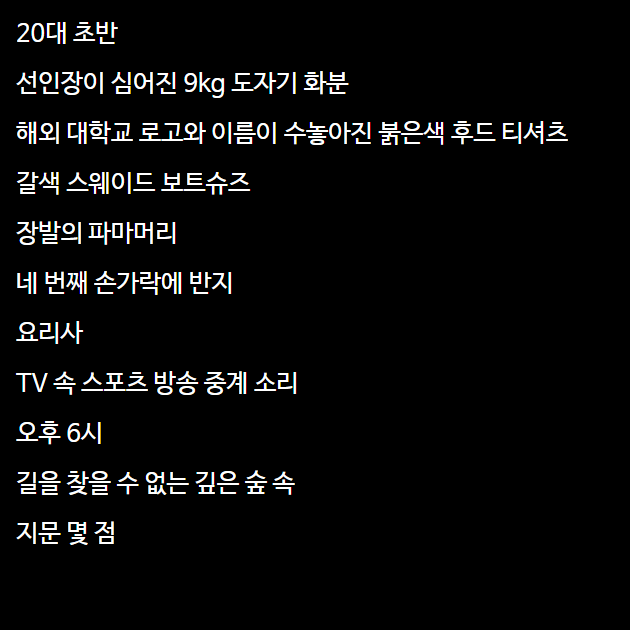 20대 초반
선인장이 심어진 9kg 도자기 화분
해외 대학교 로고와 이름이 수놓아진 붉은색 후드 티셔츠
갈색 스웨이드 보트슈즈
장발의 파마머리
네 번째 손가락에 반지
요리사
TV 속 스포츠 방송 중계 소리
오후 6시
길을 찾을 수 없는 깊은 숲 속
지문 몇 점